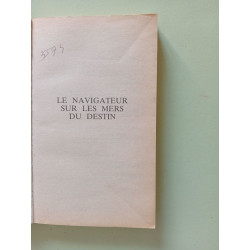 LE NAVIGATEUR
SUR LES MERS
DU DESTIN